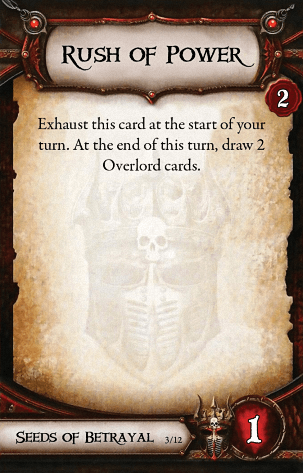 Rush of Power
2
Exhaust this card at the start of your
turn. At the end of this turn, draw 2
Overlord cards.
Seeds of Betrayal 3/12
1